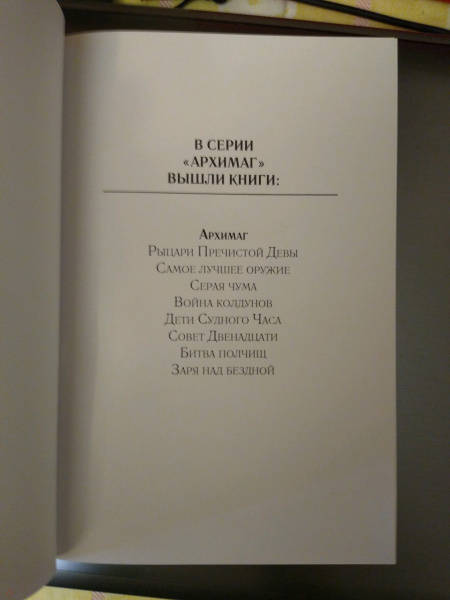 В СЕРИИ
«АРХИМАГ»
ВЫШЛИ КНИГИ:
Архимаг
Рыцари Пречистой Девы
Самое лучшее оружие
Серая чума
Война колдунов
Дети Судного Часа
Совет Двенадцати
Битва полчищ
Заря над бездной